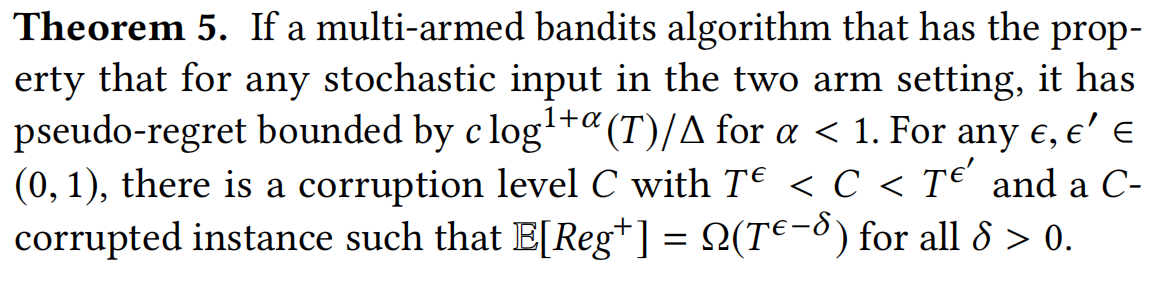 Theorem 5. If a multi-armed bandits algorithm that has the prop-
erty that for any stochastic input in the two arm setting, it has
pseudo-regret bounded by c log^{1+α}(T)/Δ for α < 1. For any ϵ, ϵ′ ∈
(0, 1), there is a corruption level C with T^ϵ < C < T^{ϵ′} and a C-
corrupted instance such that 𝔼[Reg⁺] = Ω(T^{ϵ−δ}) for all δ > 0.